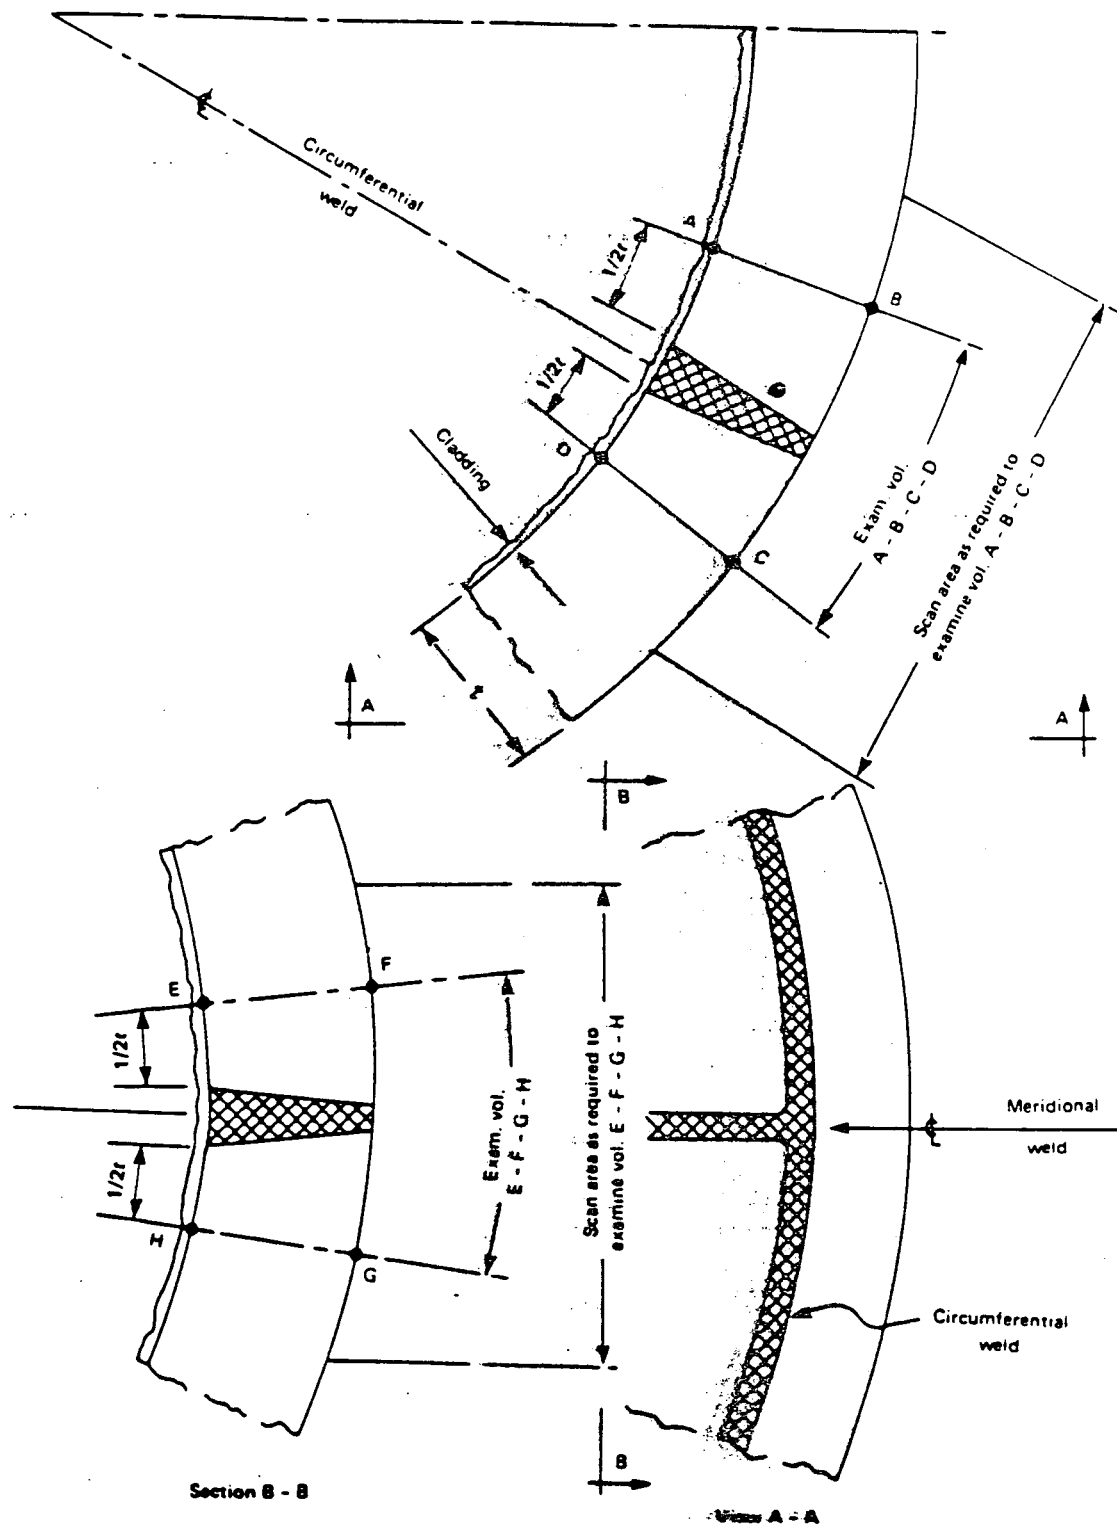 ℄
Circumferential
weld
A
1/2t
B
1/2t
D
Cladding
C
Exam. vol.
A - B - C - D
Scan area as required to
examine vol. A - B - C - D
t
A
A
B
E
F
1/2t
1/2t
H
G
Exam. vol.
E - F - G - H
Scan area as required to
examine vol. E - F - G - H
℄
Meridional
weld
Circumferential
weld
B
Section B - B
View A - A